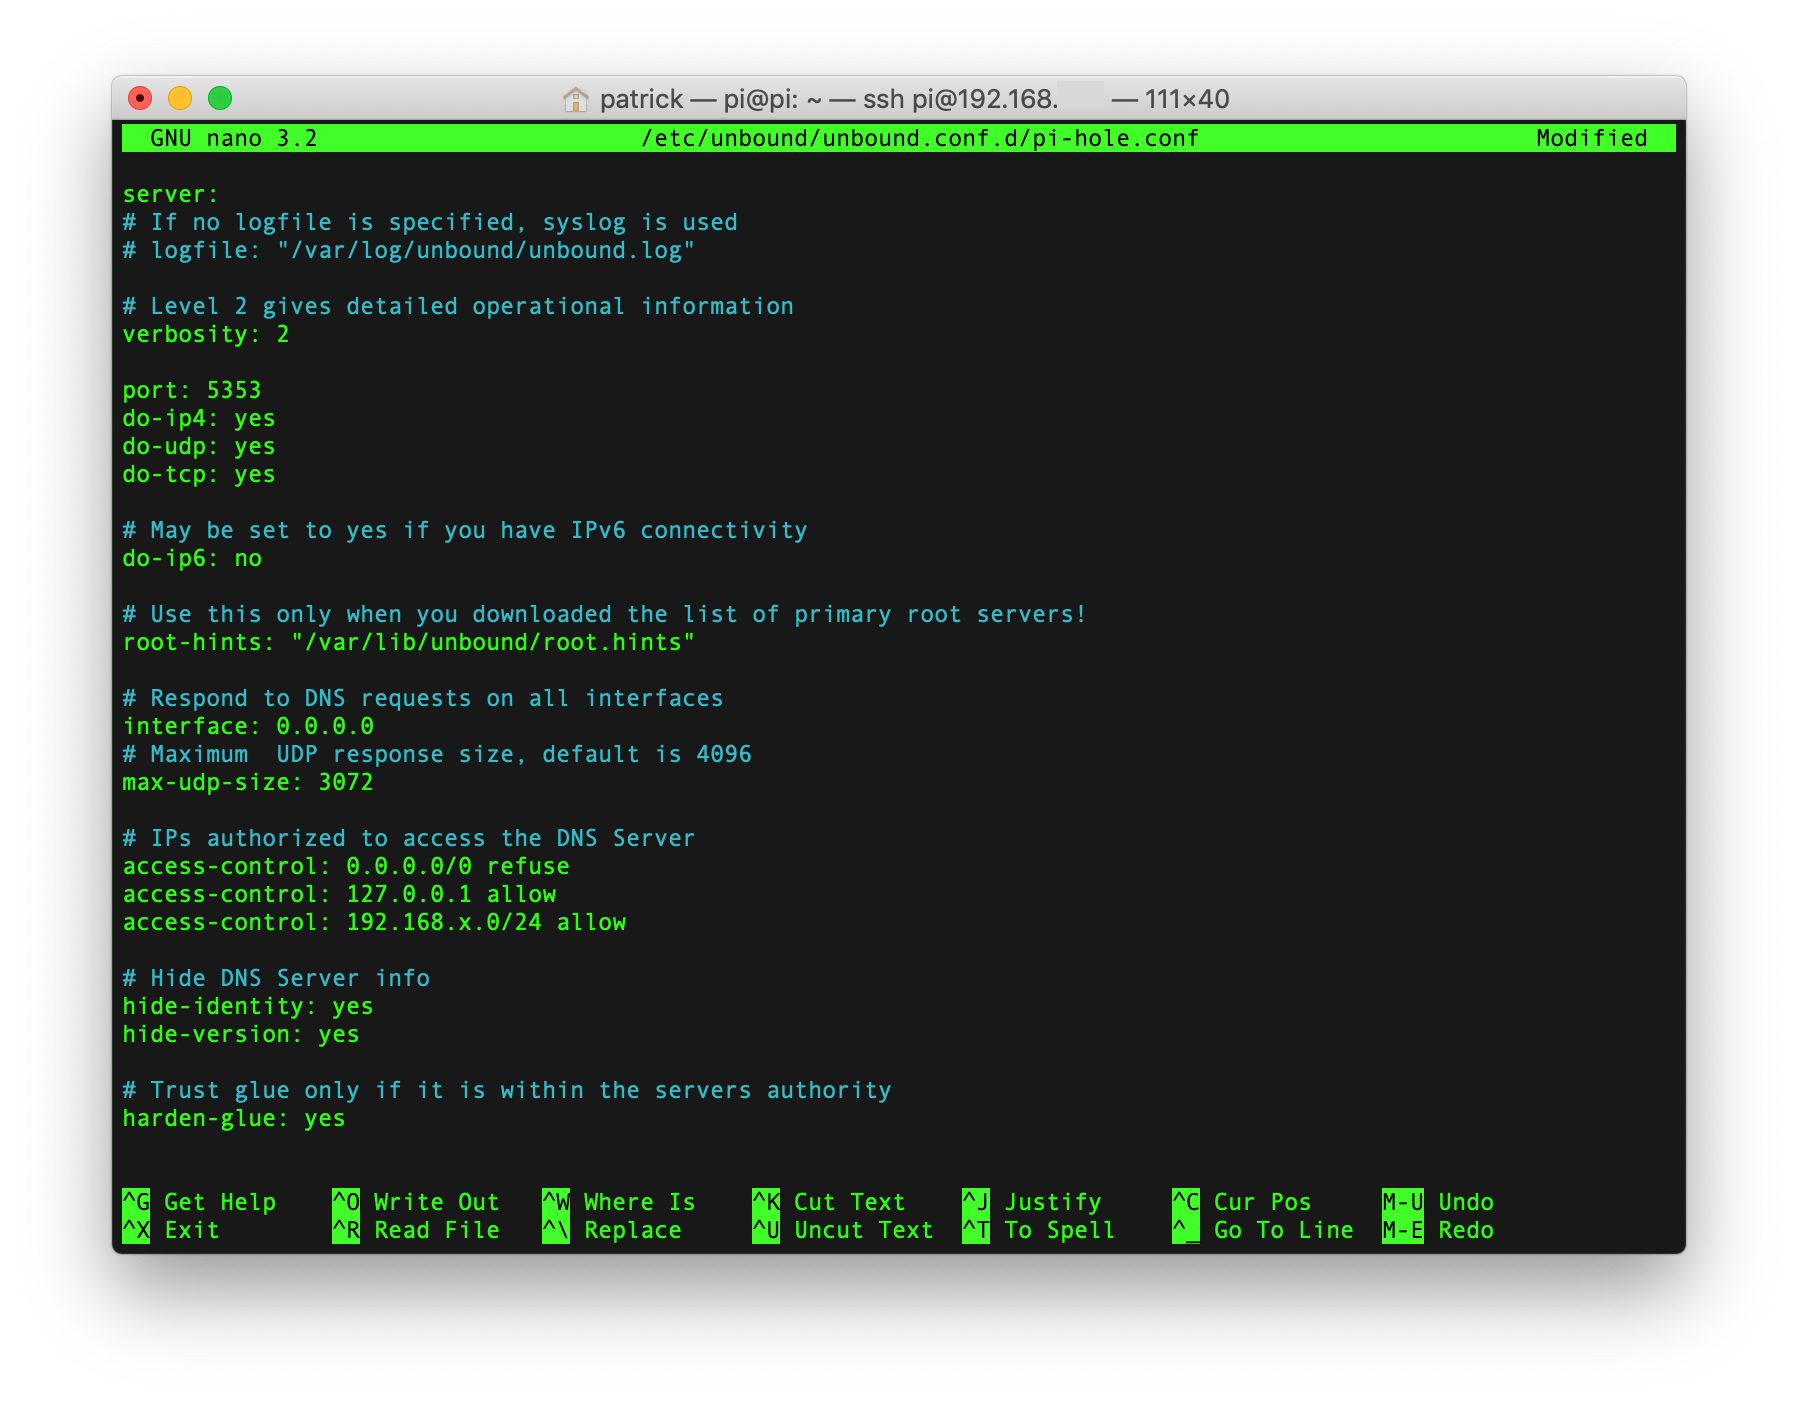 patrick — pi@pi: ~ — ssh pi@192.168. — 111×40
GNU nano 3.2 /etc/unbound/unbound.conf.d/pi-hole.conf Modified
server:
# If no logfile is specified, syslog is used
# logfile: "/var/log/unbound/unbound.log"
# Level 2 gives detailed operational information
verbosity: 2
port: 5353
do-ip4: yes
do-udp: yes
do-tcp: yes
# May be set to yes if you have IPv6 connectivity
do-ip6: no
# Use this only when you downloaded the list of primary root servers!
root-hints: "/var/lib/unbound/root.hints"
# Respond to DNS requests on all interfaces
interface: 0.0.0.0
# Maximum  UDP response size, default is 4096
max-udp-size: 3072
# IPs authorized to access the DNS Server
access-control: 0.0.0.0/0 refuse
access-control: 127.0.0.1 allow
access-control: 192.168.x.0/24 allow
# Hide DNS Server info
hide-identity: yes
hide-version: yes
# Trust glue only if it is within the servers authority
harden-glue: yes
^G Get Help ^O Write Out ^W Where Is ^K Cut Text ^J Justify ^C Cur Pos M-U Undo
^X Exit ^R Read File ^\ Replace ^U Uncut Text ^T To Spell ^_ Go To Line M-E Redo